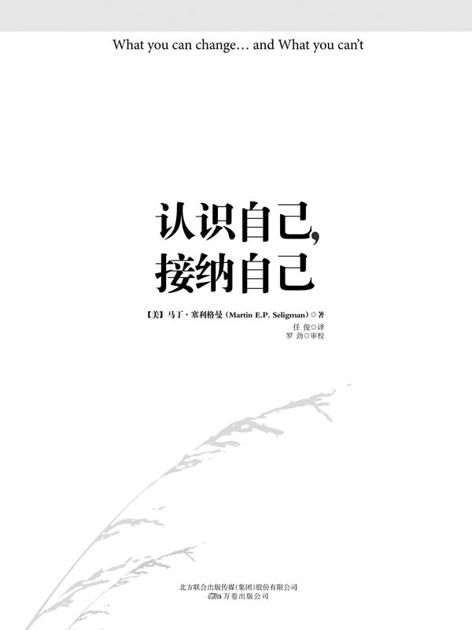 What you can change… and What you can't
认识自己,
接纳自己
【美】马丁·塞利格曼（Martin E.P. Seligman）◎著
任 俊◎译
罗 劲◎审校
北方联合出版传媒(集团)股份有限公司
万卷出版公司